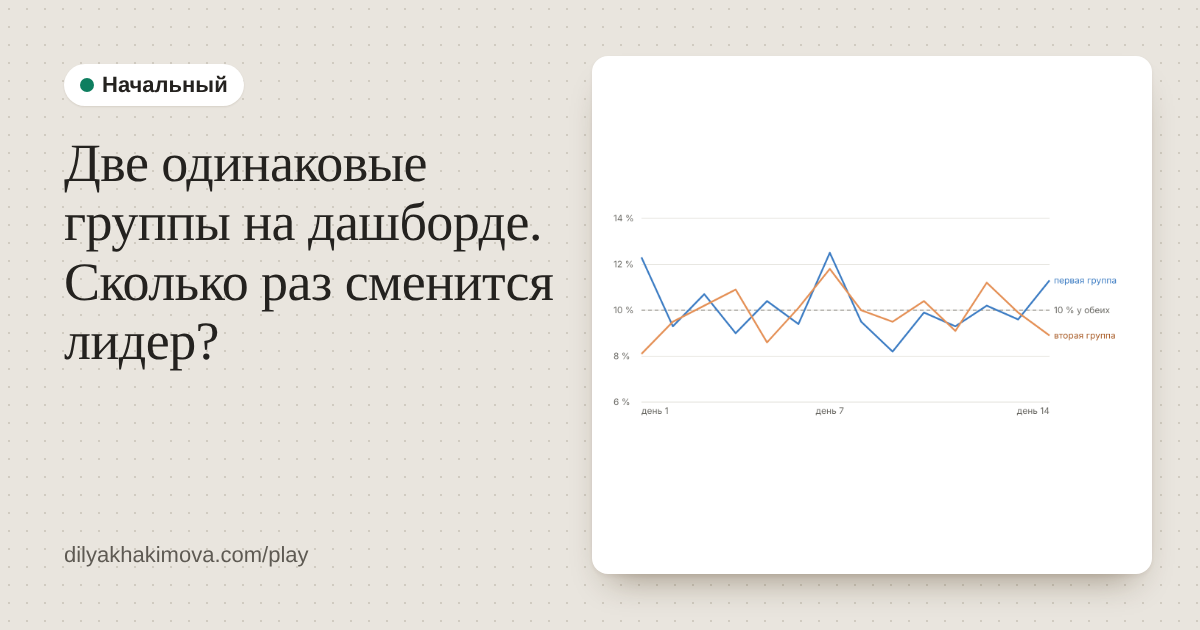 Начальный
Две одинаковые
группы на дашборде.
Сколько раз сменится
лидер?
dilyakhakimova.com/play
14 %
12 %
10 %
8 %
6 %
день 1
день 7
день 14
первая группа
10 % у обеих
вторая группа